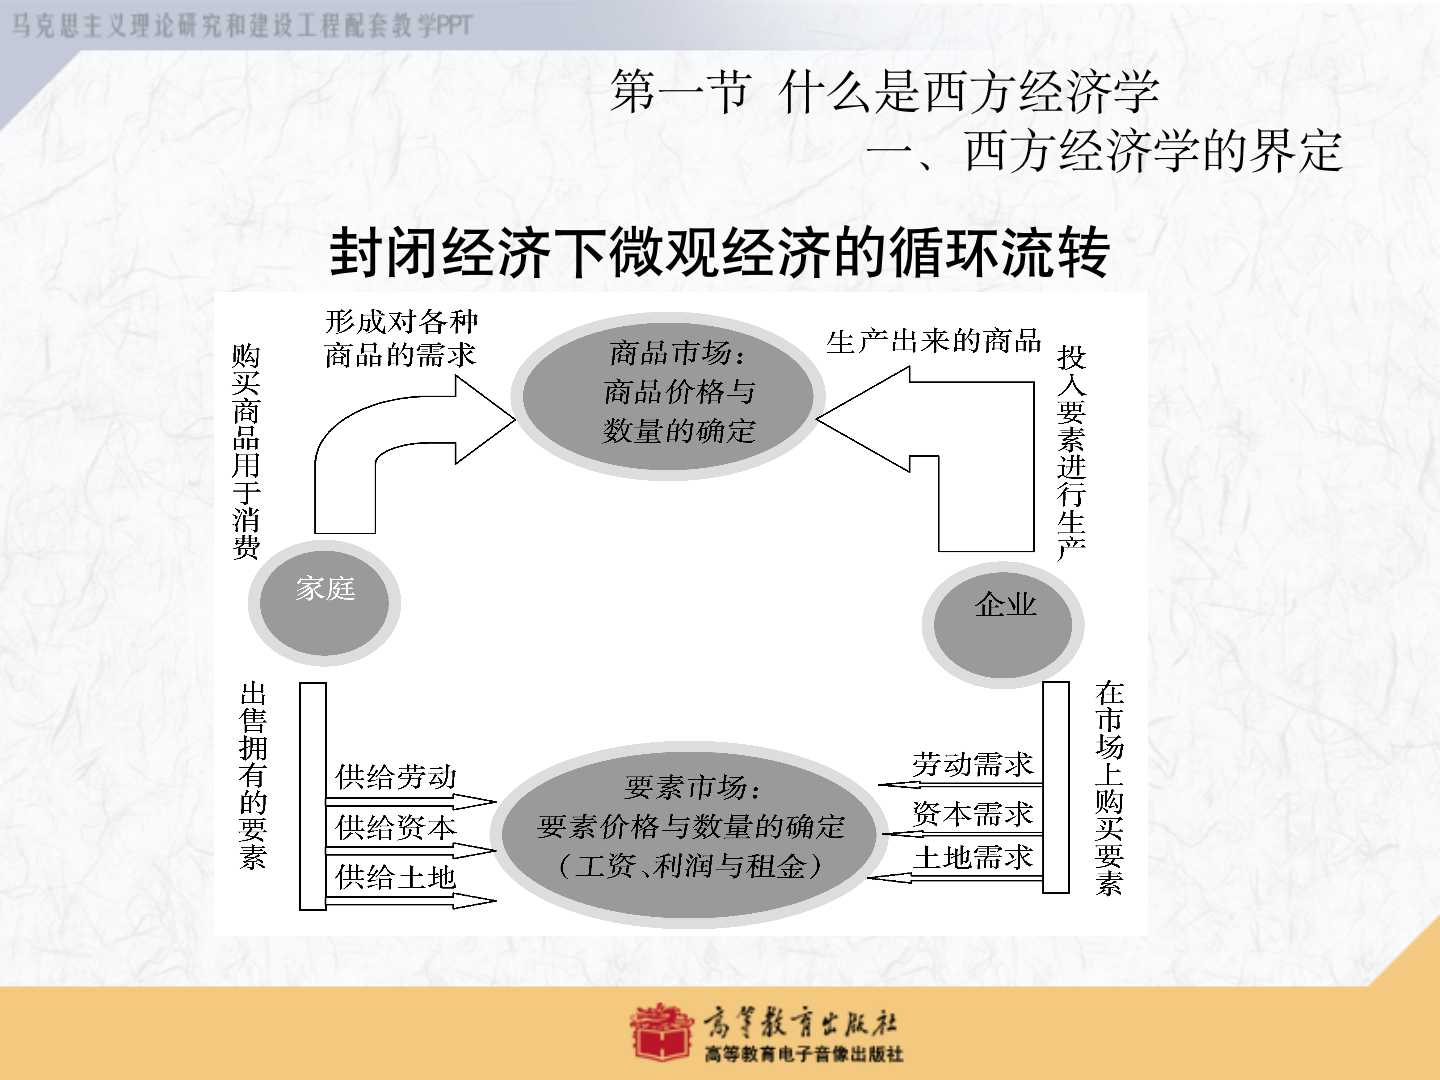 马克思主义理论研究和建设工程配套教学PPT
第一节 什么是西方经济学
一、西方经济学的界定
封闭经济下微观经济的循环流转
形成对各种
商品的需求
购买商品用于消费
商品市场：
商品价格与
数量的确定
生产出来的商品
投入要素进行生产
家庭
企业
出售拥有的要素
供给劳动
供给资本
供给土地
要素市场：
要素价格与数量的确定
（工资、利润与租金）
劳动需求
资本需求
土地需求
在市场上购买要素
高等教育出版社
高等教育电子音像出版社